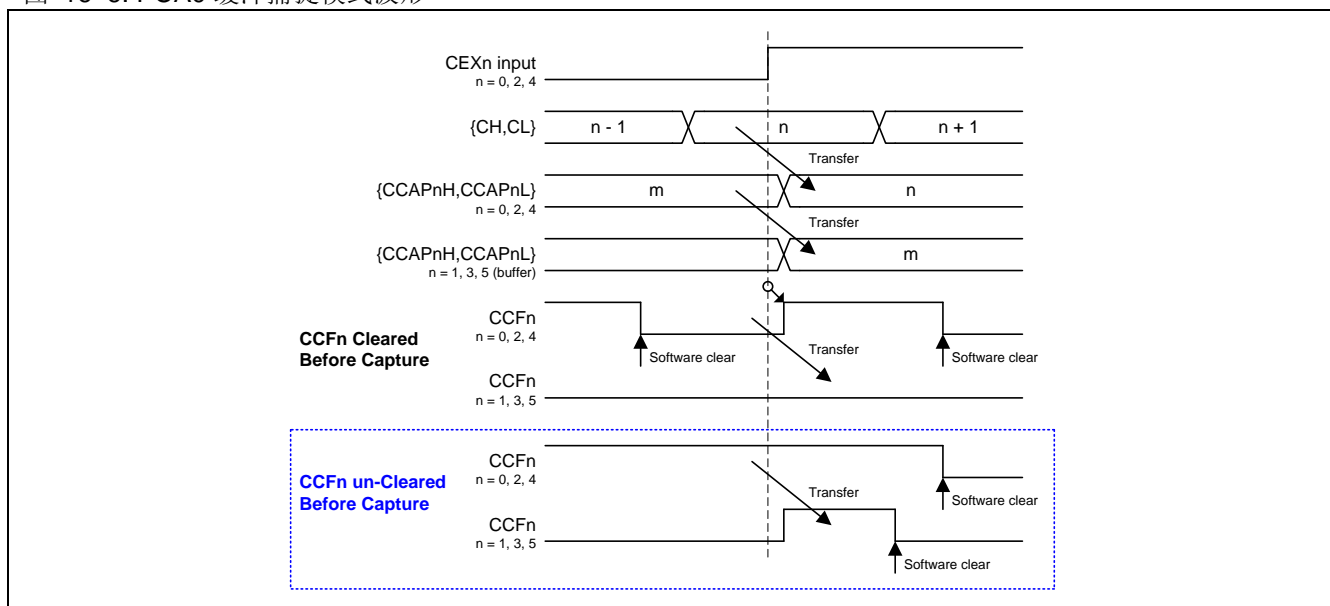 CEXn input
n = 0, 2, 4
{CH,CL}
n - 1
n
n + 1
Transfer
{CCAPnH,CCAPnL}
n = 0, 2, 4
m
n
Transfer
{CCAPnH,CCAPnL}
n = 1, 3, 5 (buffer)
m
CCFn Cleared
Before Capture
CCFn
n = 0, 2, 4
Software clear
Transfer
Software clear
CCFn
n = 1, 3, 5
CCFn un-Cleared
Before Capture
CCFn
n = 0, 2, 4
Transfer
Software clear
CCFn
n = 1, 3, 5
Software clear